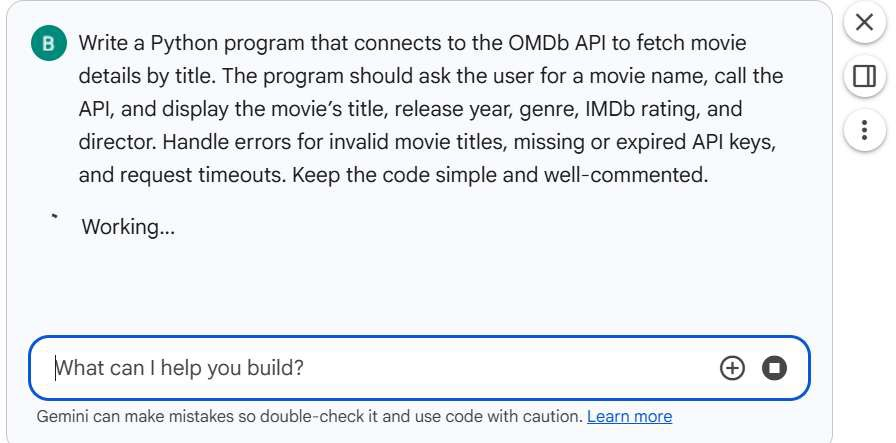 B
Write a Python program that connects to the OMDb API to fetch movie
details by title. The program should ask the user for a movie name, call the
API, and display the movie’s title, release year, genre, IMDb rating, and
director. Handle errors for invalid movie titles, missing or expired API keys,
and request timeouts. Keep the code simple and well-commented.
Working...
What can I help you build?
Gemini can make mistakes so double-check it and use code with caution. Learn more